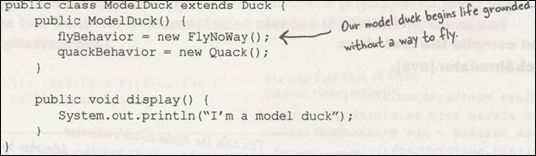 public class ModelDuck extends Duck {
public ModelDuck()
flyBehavior = new FlyNoWay();
quackBehavior = new Quack();
}
Our model duck begins life grounded...
without a way to fly.
public void display() {
System.out.println("I'm a model duck");
}
}